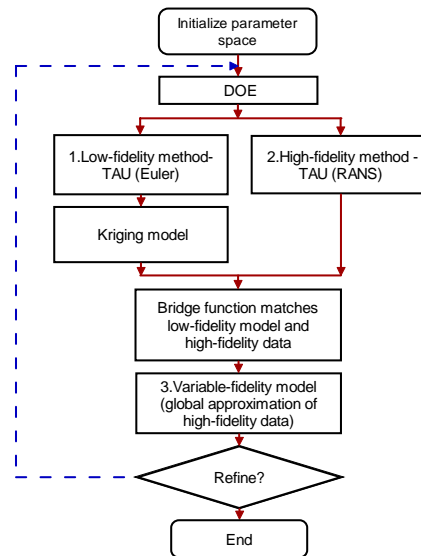 Initialize parameter
space
DOE
1.Low-fidelity method-
TAU (Euler)
2.High-fidelity method -
TAU (RANS)
Kriging model
Bridge function matches
low-fidelity model and
high-fidelity data
3.Variable-fidelity model
(global approximation of
high-fidelity data)
Refine?
End